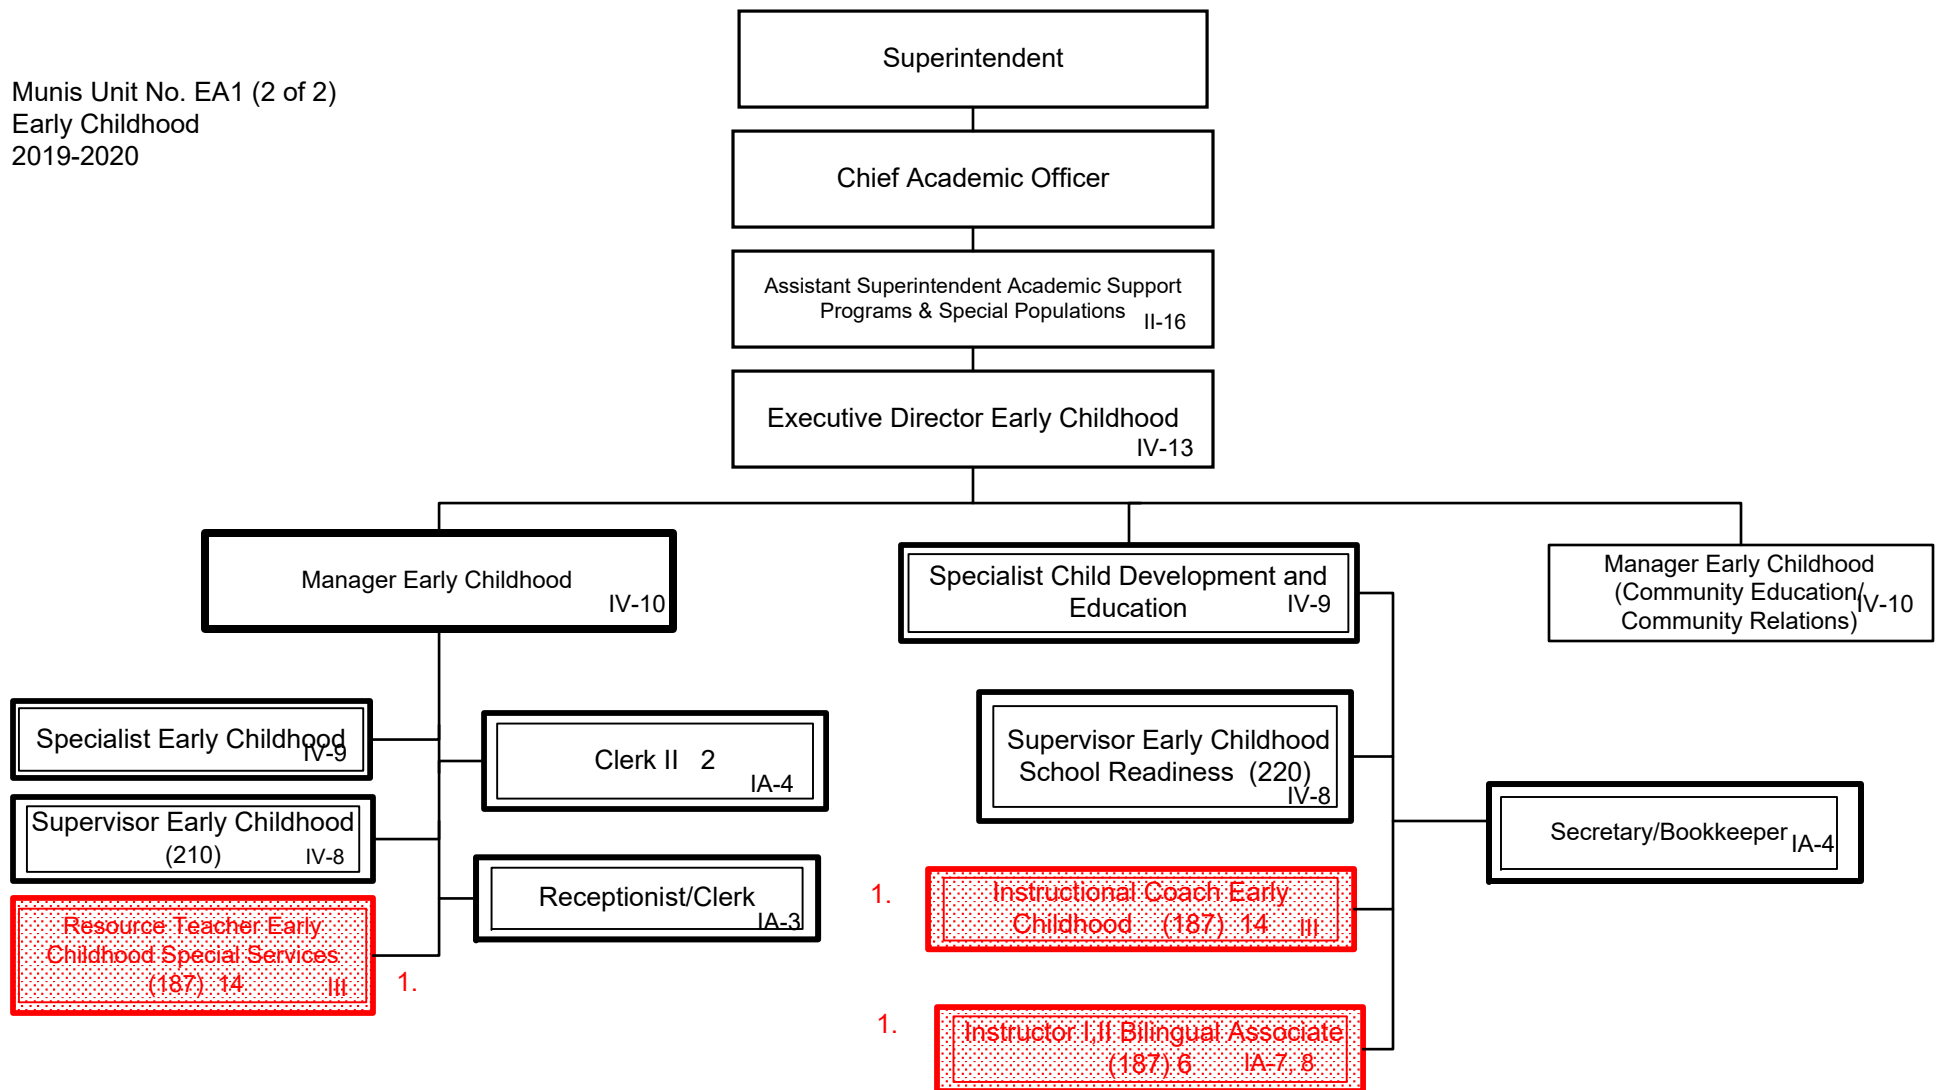 Munis Unit No. EA1 (2 of 2)
Early Childhood
2019-2020
Superintendent
Chief Academic Officer
Assistant Superintendent Academic Support
Programs & Special Populations
II-16
Executive Director Early Childhood
IV-13
Manager Early Childhood
IV-10
Specialist Child Development and
Education
IV-9
Manager Early Childhood
(Community Education/
Community Relations)
IV-10
Specialist Early Childhood
IV-9
Clerk II 2
IA-4
Supervisor Early Childhood
(210)
IV-8
Receptionist/Clerk
IA-3
Resource Teacher Early
Childhood Special Services
(187) 14
III
1.
Supervisor Early Childhood
School Readiness (220)
IV-8
Secretary/Bookkeeper
IA-4
1.
Instructional Coach Early
Childhood (187) 14
III
1.
Instructor I,II Bilingual Associate
(187) 6
IA-7, 8